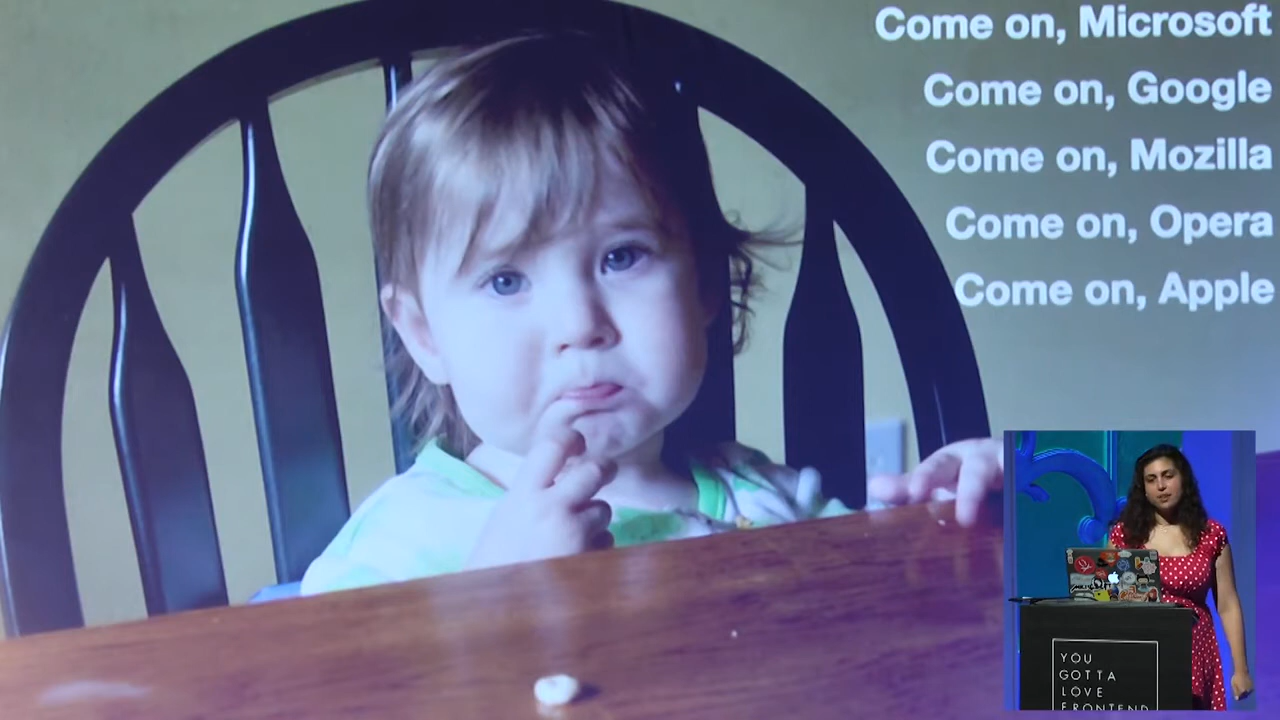 Come on, Microsoft
Come on, Google
Come on, Mozilla
Come on, Opera
Come on, Apple
YOU
GOTTA
LOVE
FRONTEND